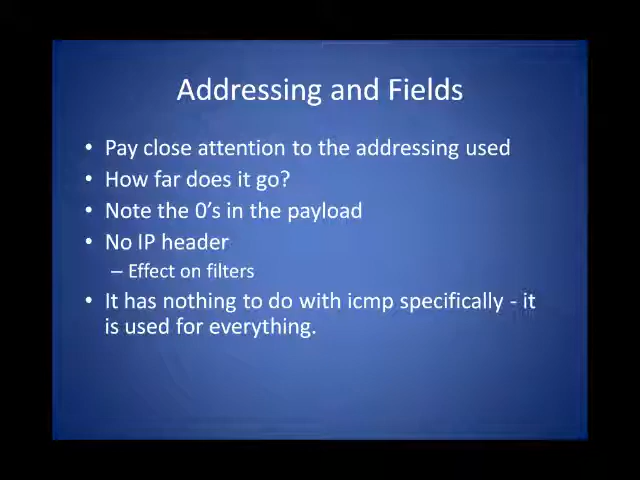 Addressing and Fields
• Pay close attention to the addressing used
• How far does it go?
• Note the 0's in the payload
• No IP header
– Effect on filters
• It has nothing to do with icmp specifically - it
is used for everything.